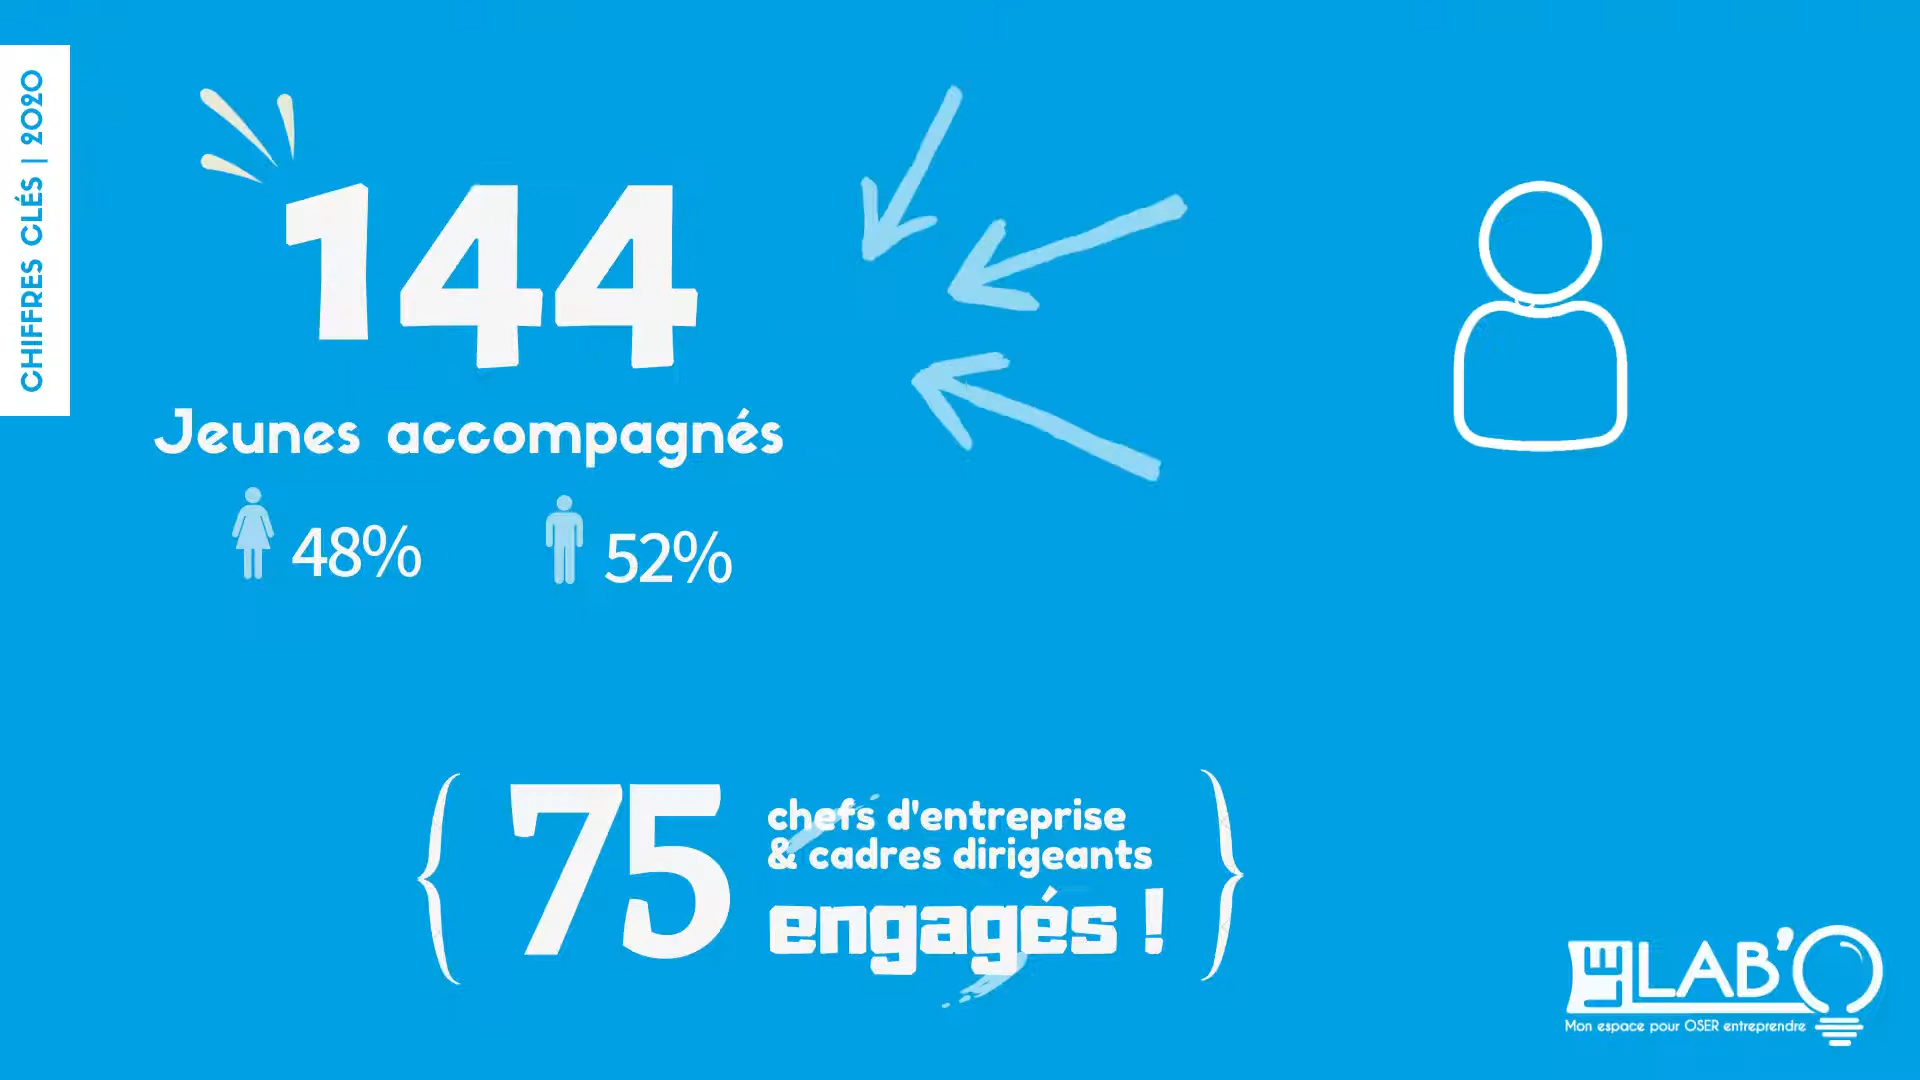 CHIFFRES CLÉS | 2020
144
Jeunes accompagnés
48%
52%
75
chefs d'entreprise
& cadres dirigeants
engagés !
LE LAB'O
Mon espace pour OSER entreprendre